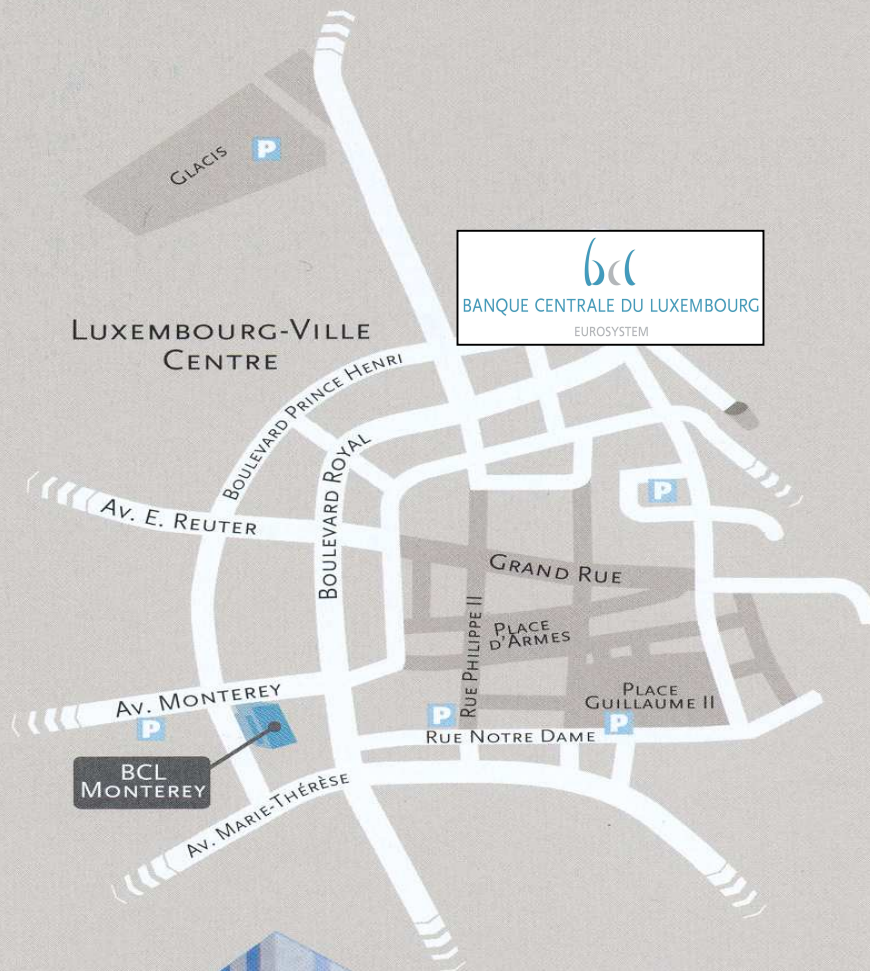 GLACIS
P
bcl
BANQUE CENTRALE DU LUXEMBOURG
EUROSYSTEM
LUXEMBOURG-VILLE
CENTRE
BOULEVARD PRINCE HENRI
BOULEVARD ROYAL
P
AV. E. REUTER
GRAND RUE
PLACE
D'ARMES
RUE PHILIPPE II
PLACE
GUILLAUME II
AV. MONTEREY
P
P
P
RUE NOTRE DAME
BCL
MONTEREY
AV. MARIE-THÉRÈSE